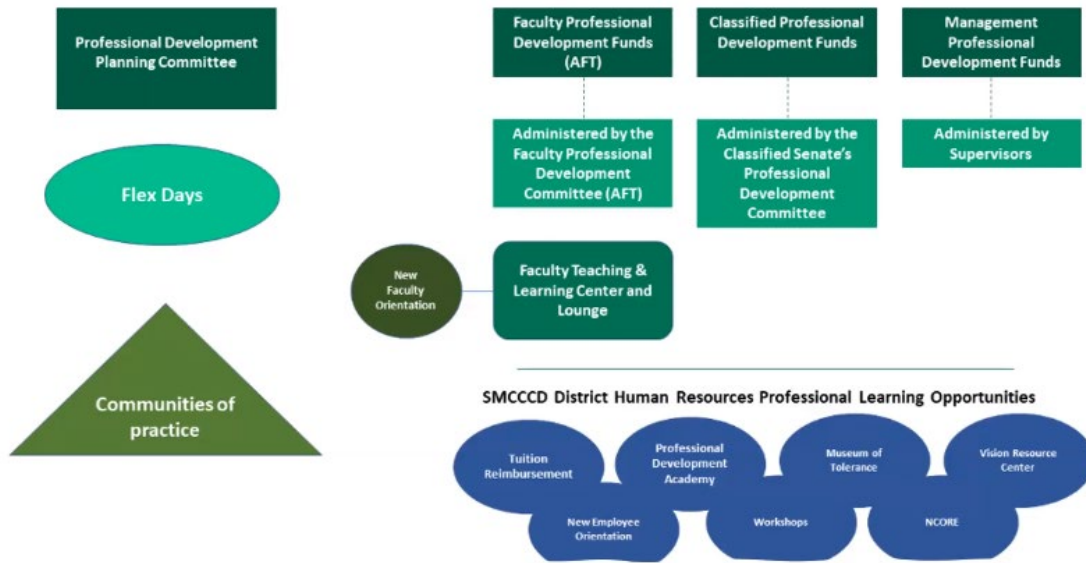 Professional Development
Planning Committee
Faculty Professional
Development Funds
(AFT)
Classified Professional
Development Funds
Management
Professional
Development Funds
Administered by the
Faculty Professional
Development
Committee (AFT)
Administered by the
Classified Senate's
Professional
Development
Committee
Administered by
Supervisors
Flex Days
New
Faculty
Orientation
Faculty Teaching &
Learning Center and
Lounge
Communities of
practice
SMCCCD District Human Resources Professional Learning Opportunities
Tuition
Reimbursement
Professional
Development
Academy
Museum of
Tolerance
Vision Resource
Center
New Employee
Orientation
Workshops
NCORE